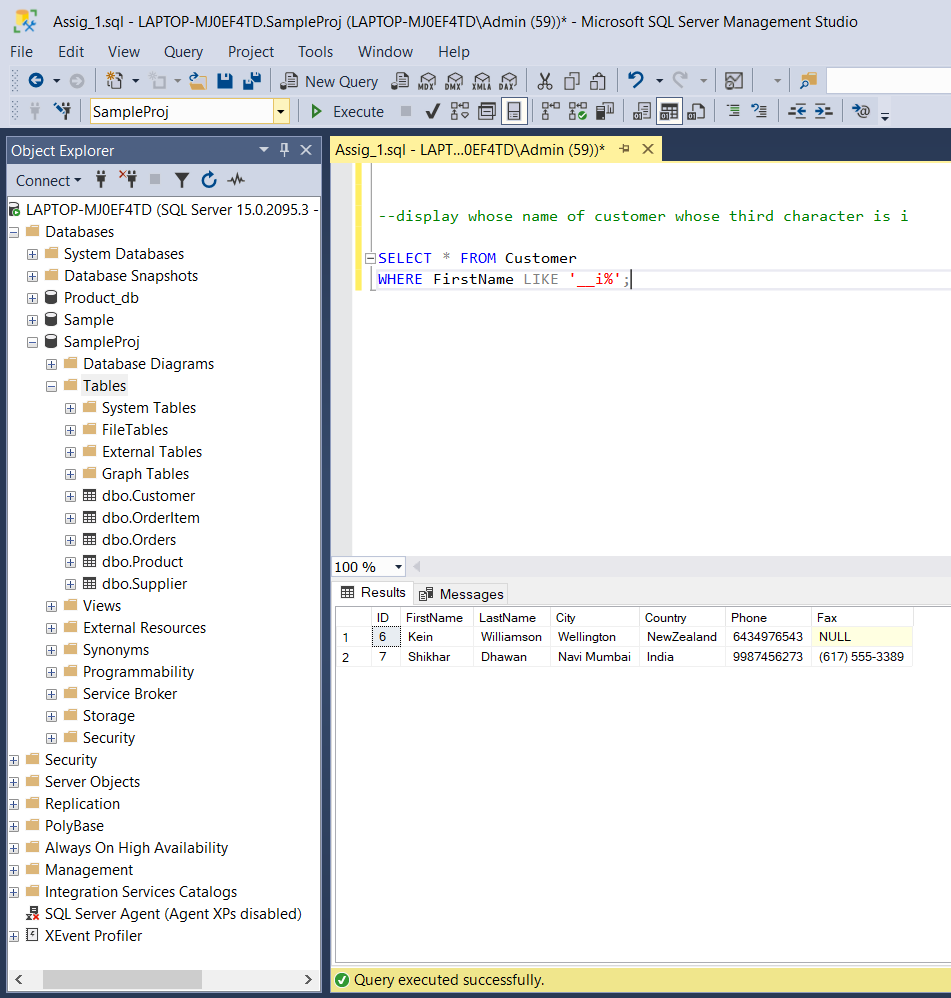 Assig_1.sql - LAPTOP-MJ0EF4TD.SampleProj (LAPTOP-MJ0EF4TD\Admin (59))* - Microsoft SQL Server Management Studio
File Edit View Query Project Tools Window Help
New Query MDX DMX XMLA DAX
SampleProj Execute
Object Explorer
Connect
LAPTOP-MJ0EF4TD (SQL Server 15.0.2095.3 -
Databases
System Databases
Database Snapshots
Product_db
Sample
SampleProj
Database Diagrams
Tables
System Tables
FileTables
External Tables
Graph Tables
dbo.Customer
dbo.OrderItem
dbo.Orders
dbo.Product
dbo.Supplier
Views
External Resources
Synonyms
Programmability
Service Broker
Storage
Security
Security
Server Objects
Replication
PolyBase
Always On High Availability
Management
Integration Services Catalogs
SQL Server Agent (Agent XPs disabled)
XEvent Profiler
Assig_1.sql - LAPT...0EF4TD\Admin (59))*
--display whose name of customer whose third character is i
SELECT * FROM Customer
WHERE FirstName LIKE '__i%';
100 %
Results Messages
ID FirstName LastName City Country Phone Fax
1 6 Kein Williamson Wellington NewZealand 6434976543 NULL
2 7 Shikhar Dhawan Navi Mumbai India 9987456273 (617) 555-3389
Query executed successfully.